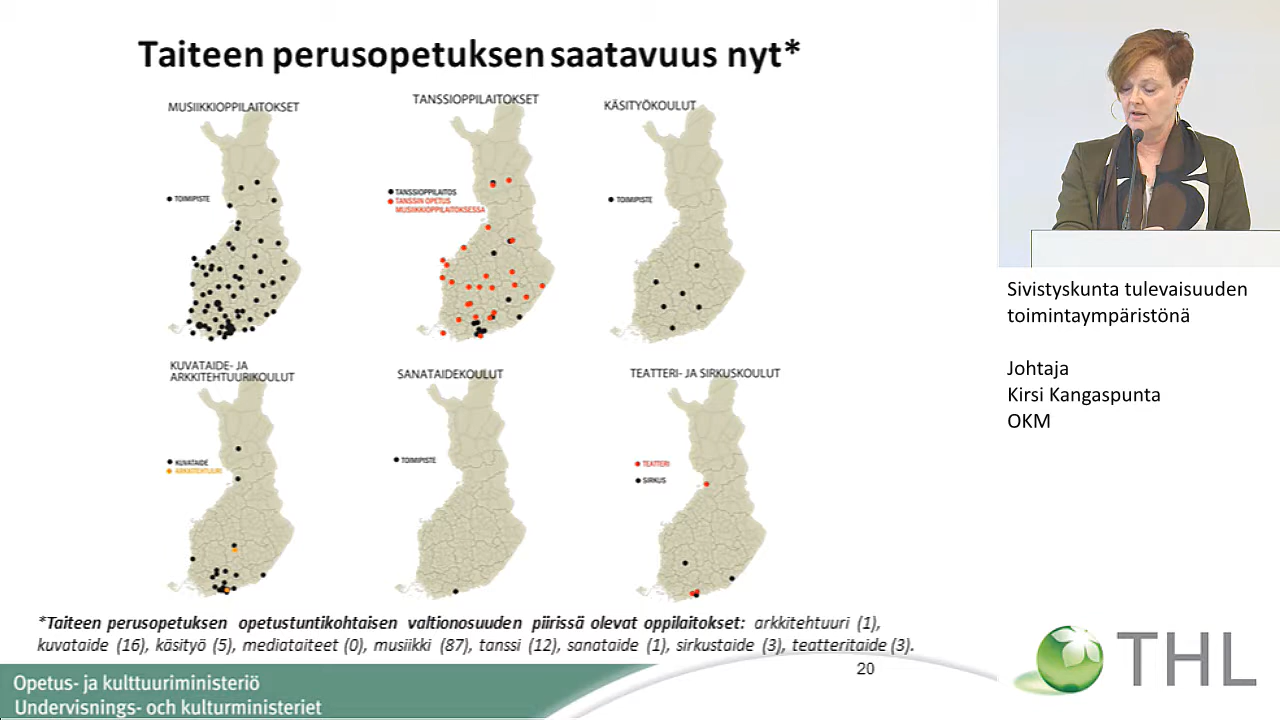 Taiteen perusopetuksen saatavuus nyt*
MUSIIKKIOPPILAITOKSET
TOIMIPISTE
TANSSIOPPILAITOKSET
TANSSIOPPILAITOS
TANSSIN OPETUS
MUSIIKKIOPPILAITOKSESSA
KÄSITYÖKOULUT
TOIMIPISTE
KUVATAIDE- JA
ARKKITEHTUURIKOULUT
KUVATAIDE
ARKKITEHTUURI
SANATAIDEKOULUT
TOIMIPISTE
TEATTERI- JA SIRKUSKOULUT
TEATTERI
SIRKUS
*Taiteen perusopetuksen opetustuntikohtaisen valtionosuuden piirissä olevat oppilaitokset: arkkitehtuuri (1),
kuvataide (16), käsityö (5), mediataiteet (0), musiikki (87), tanssi (12), sanataide (1), sirkustaide (3), teatteritaide (3).
20
Opetus- ja kulttuuriministeriö
Undervisnings- och kulturministeriet
Sivistyskunta tulevaisuuden
toimintaympäristönä
Johtaja
Kirsi Kangaspunta
OKM
THL